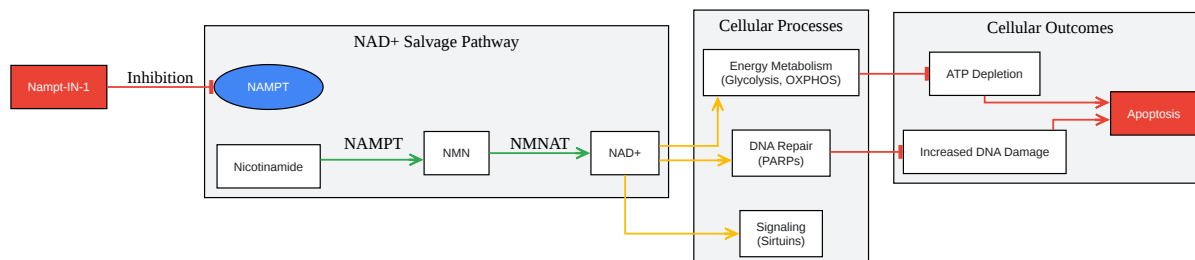 NAD+ Salvage Pathway
Cellular Processes
Cellular Outcomes
Nampt-IN-1
Inhibition
NAMPT
Nicotinamide
NAMPT
NMN
NMNAT
NAD+
Energy Metabolism
(Glycolysis, OXPHOS)
DNA Repair
(PARPs)
Signaling
(Sirtuins)
ATP Depletion
Increased DNA Damage
Apoptosis